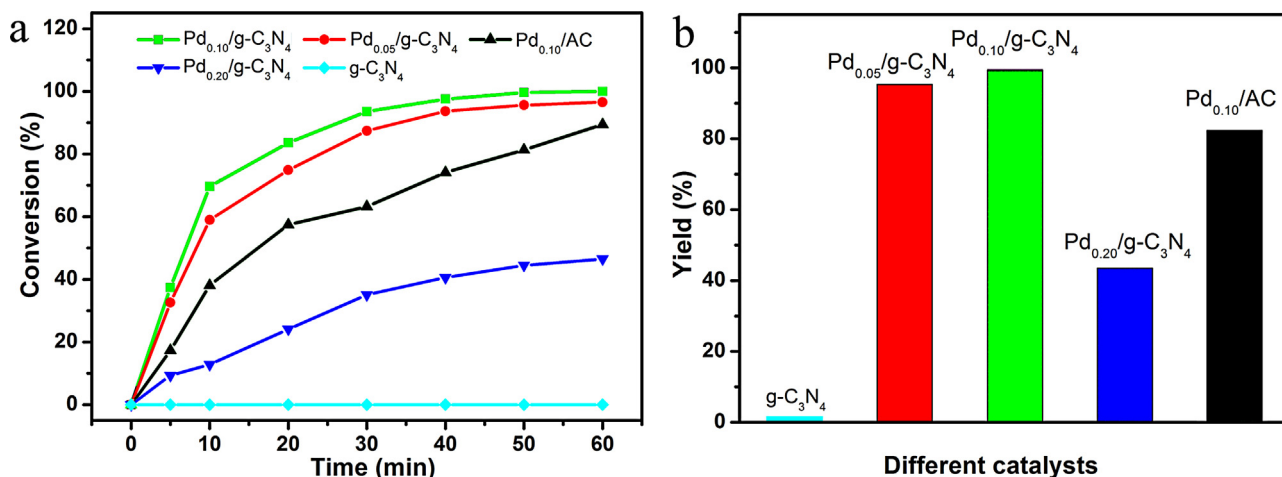 a
Pd0.10/g-C3N4 Pd0.05/g-C3N4 Pd0.10/AC
Pd0.20/g-C3N4 g-C3N4
120
100
80
60
40
20
0
Conversion (%)
0 10 20 30 40 50 60
Time (min)
b
100
80
60
40
20
0
Yield (%)
g-C3N4
Pd0.05/g-C3N4
Pd0.10/g-C3N4
Pd0.20/g-C3N4
Pd0.10/AC
Different catalysts